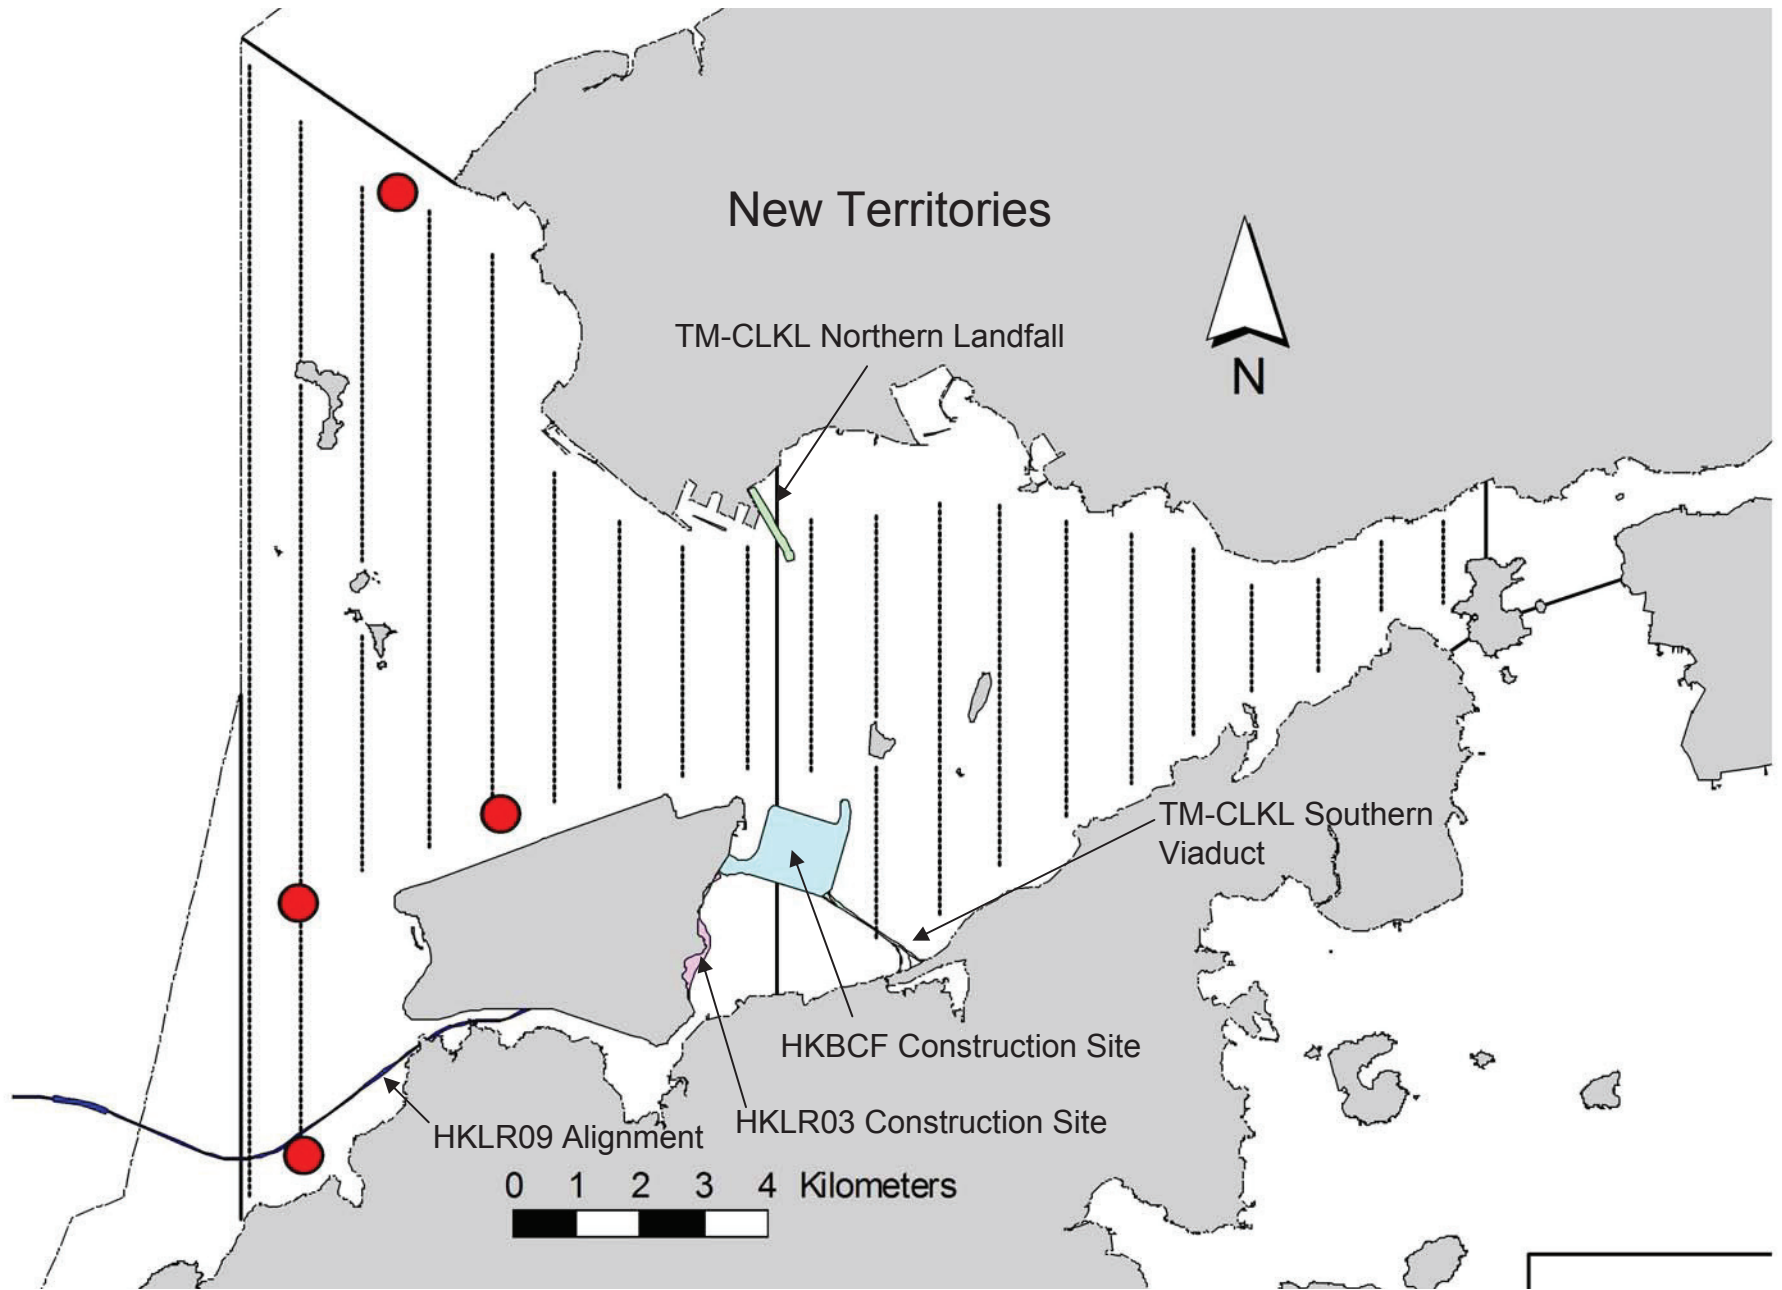 New Territories
TM-CLKL Northern Landfall
N
TM-CLKL Southern
Viaduct
HKBCF Construction Site
HKLR03 Construction Site
HKLR09 Alignment
0 1 2 3 4 Kilometers